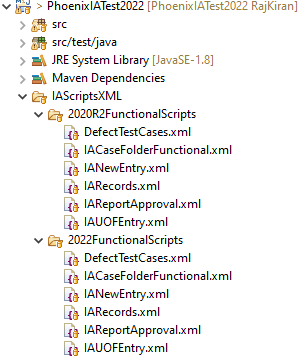 PhoenixIATest2022 [PhoenixIATest2022 RajKiran]
src
src/test/java
JRE System Library [JavaSE-1.8]
Maven Dependencies
IAScriptsXML
2020R2FunctionalScripts
DefectTestCases.xml
IACaseFolderFunctional.xml
IANewEntry.xml
IARecords.xml
IAReportApproval.xml
IAUOFEntry.xml
2022FunctionalScripts
DefectTestCases.xml
IACaseFolderFunctional.xml
IANewEntry.xml
IARecords.xml
IAReportApproval.xml
IAUOFEntry.xml